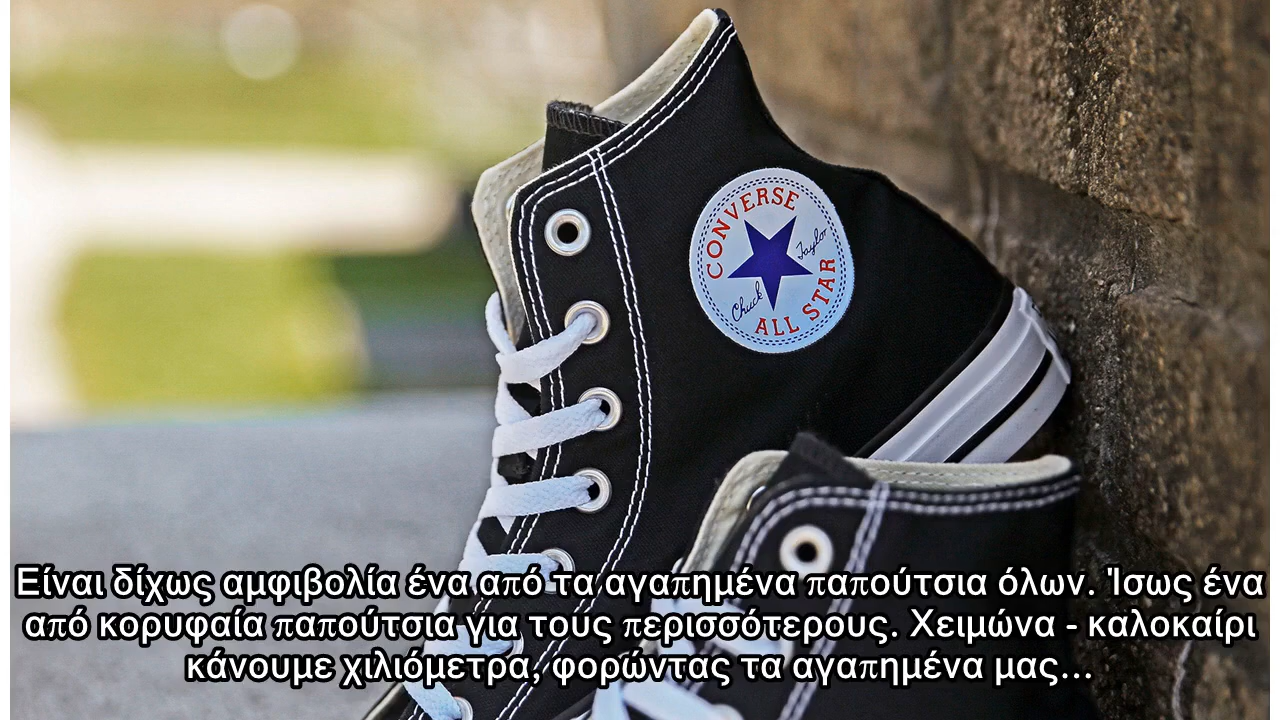 CONVERSE
Chuck Taylor
ALL STAR
Είναι δίχως αμφιβολία ένα από τα αγαπημένα παπούτσια όλων. Ίσως ένα
από κορυφαία παπούτσια για τους περισσότερους. Χειμώνα - καλοκαίρι
κάνουμε χιλιόμετρα, φορώντας τα αγαπημένα μας...